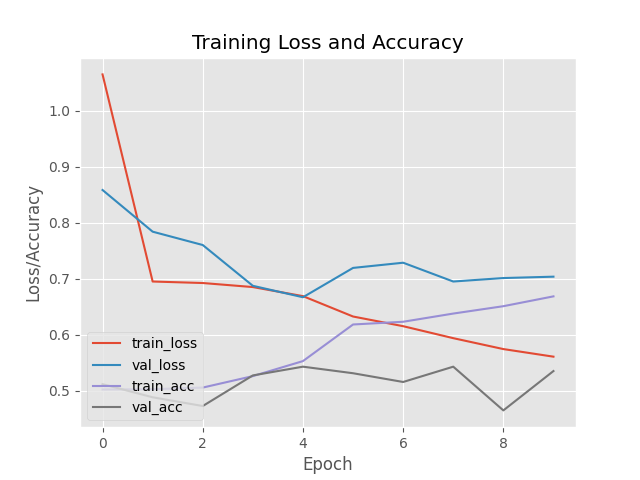 Training Loss and Accuracy
Loss/Accuracy
1.0
0.9
0.8
0.7
0.6
0.5
train_loss
val_loss
train_acc
val_acc
0 2 4 6 8
Epoch